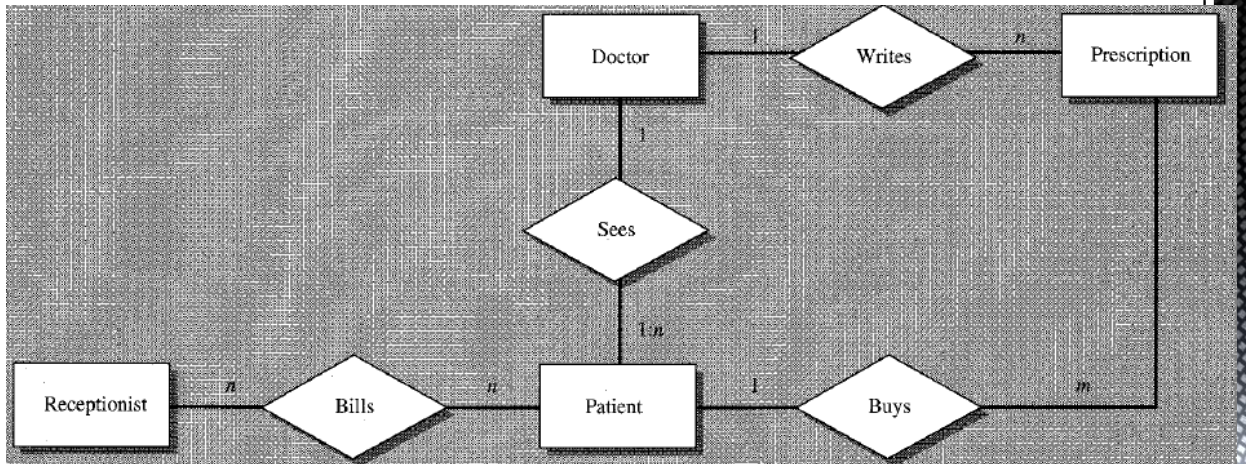 Doctor 1 Writes n Prescription
1
Sees
1:n
Receptionist n Bills n Patient 1 Buys m